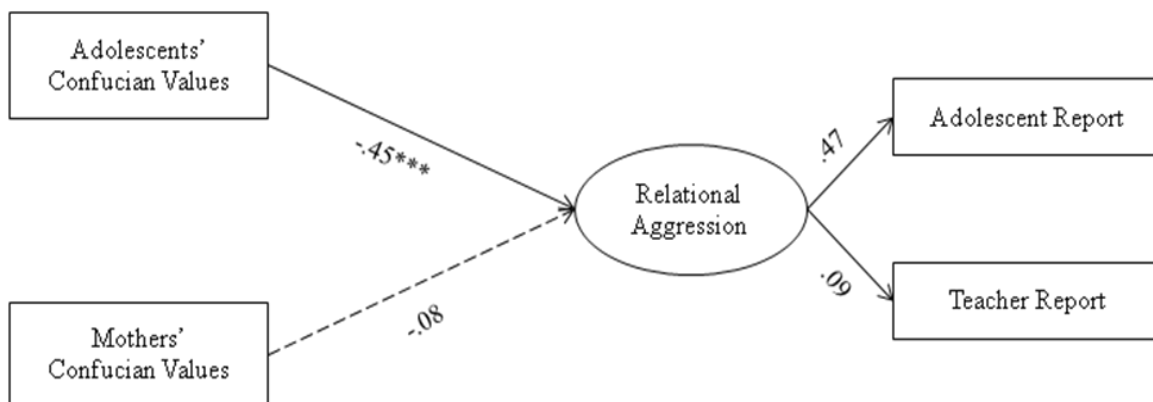 Adolescents’
Confucian Values
-.45***
Mothers’
Confucian Values
-.08
Relational
Aggression
.47
Adolescent Report
.09
Teacher Report